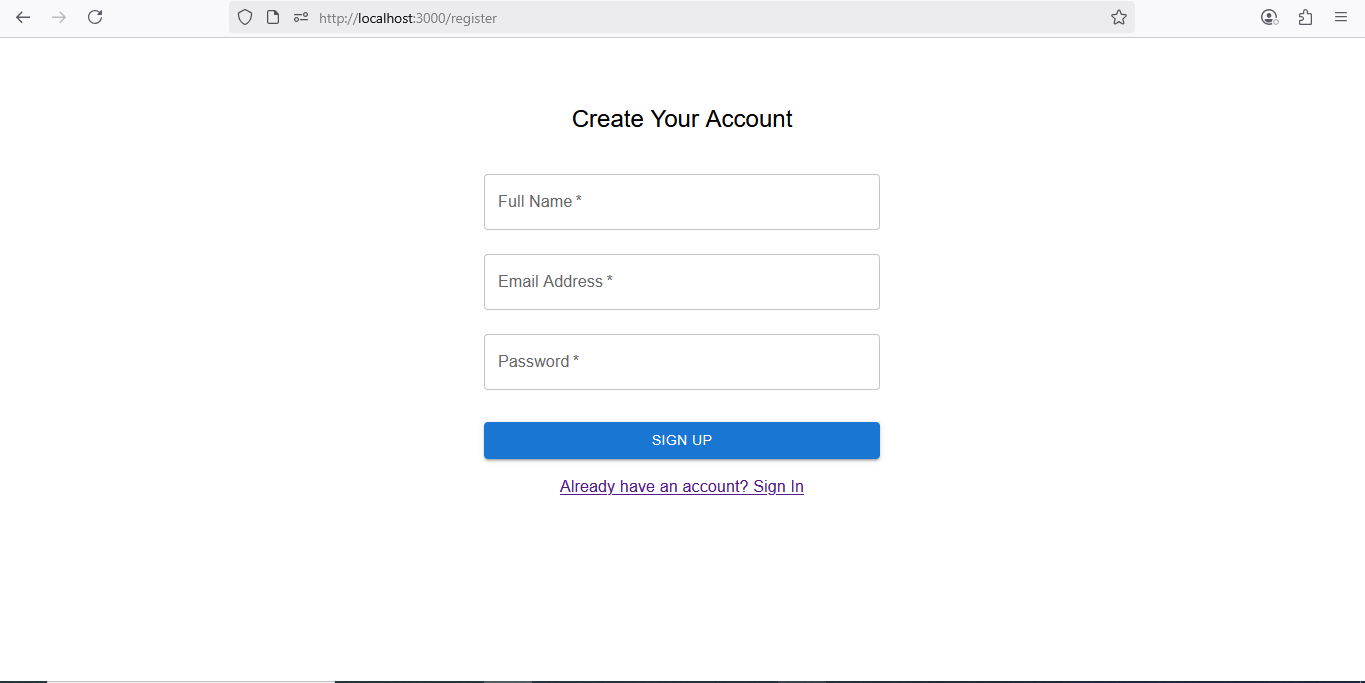 http://localhost:3000/register
Create Your Account
Full Name *
Email Address *
Password *
SIGN UP
Already have an account? Sign In